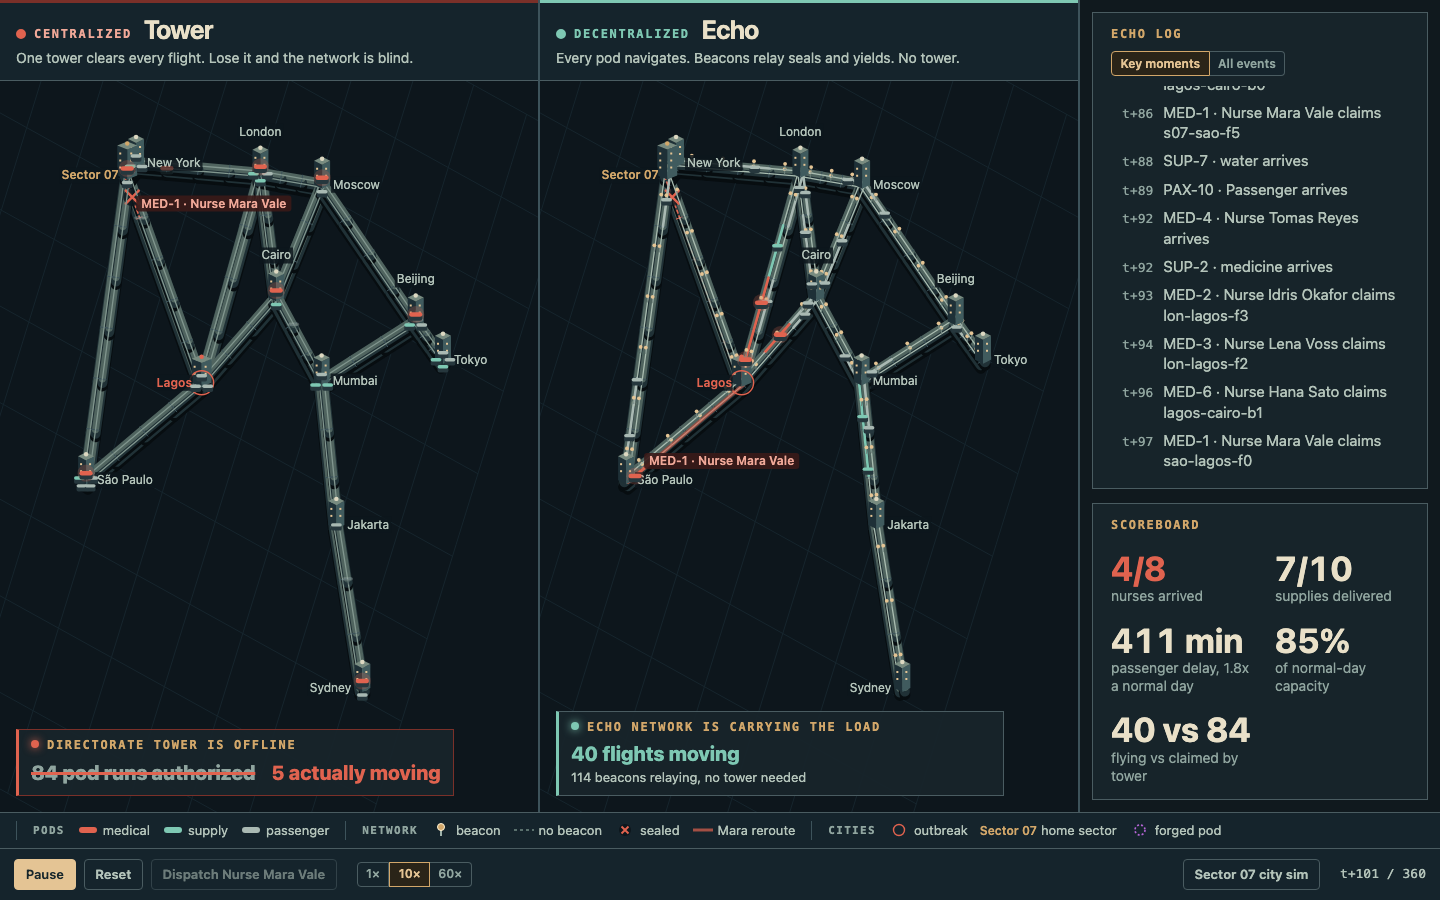 CENTRALIZED Tower
One tower clears every flight. Lose it and the network is blind.
London
New York
Sector 07
Moscow
MED-1 · Nurse Mara Vale
Cairo
Beijing
Tokyo
Lagos
Mumbai
São Paulo
Jakarta
Sydney
DIRECTORATE TOWER IS OFFLINE
84 pod runs authorized 5 actually moving
DECENTRALIZED Echo
Every pod navigates. Beacons relay seals and yields. No tower.
London
New York
Sector 07
Moscow
Cairo
Beijing
Tokyo
Lagos
Mumbai
MED-1 · Nurse Mara Vale
São Paulo
Jakarta
Sydney
ECHO NETWORK IS CARRYING THE LOAD
40 flights moving
114 beacons relaying, no tower needed
ECHO LOG
Key moments All events
lagos-cairo-b0
t+86 MED-1 · Nurse Mara Vale claims
s07-sao-f5
t+88 SUP-7 · water arrives
t+89 PAX-10 · Passenger arrives
t+92 MED-4 · Nurse Tomas Reyes
arrives
t+92 SUP-2 · medicine arrives
t+93 MED-2 · Nurse Idris Okafor claims
lon-lagos-f3
t+94 MED-3 · Nurse Lena Voss claims
lon-lagos-f2
t+96 MED-6 · Nurse Hana Sato claims
lagos-cairo-b1
t+97 MED-1 · Nurse Mara Vale claims
sao-lagos-f0
SCOREBOARD
4/8 7/10
nurses arrived supplies delivered
411 min 85%
passenger delay, 1.8x of normal-day
a normal day capacity
40 vs 84
flying vs claimed by
tower
PODS medical supply passenger NETWORK beacon no beacon sealed Mara reroute CITIES outbreak Sector 07 home sector forged pod
Pause Reset Dispatch Nurse Mara Vale 1× 10× 60× Sector 07 city sim t+101 / 360